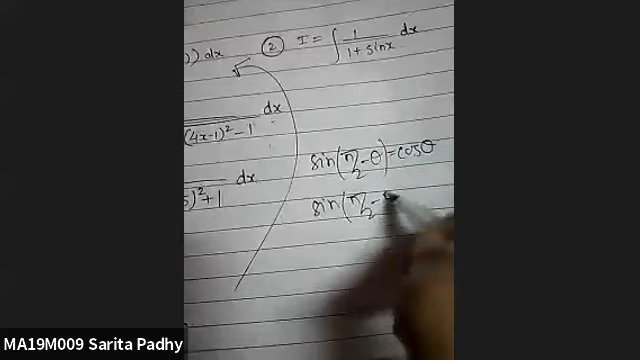 )) dx
② I = ∫ 1/(1 + sinx) dx
(4x-1)² - 1 dx
5)² + 1 dx
sin(π/2 - θ) = cosθ
sin(π/2 -
MA19M009 Sarita Padhy